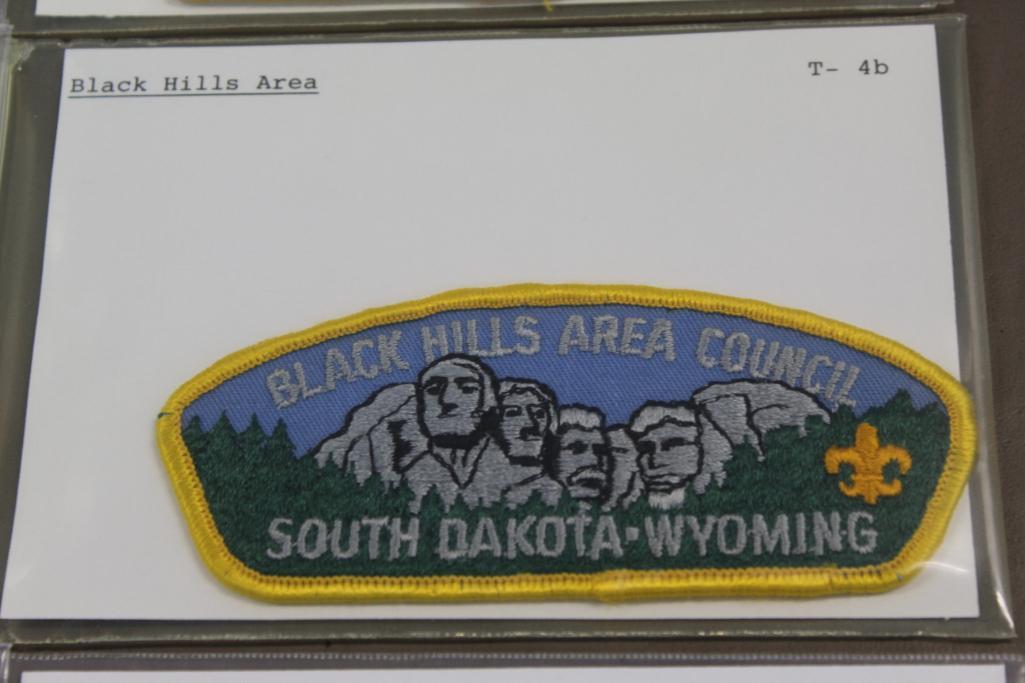 Black Hills Area
T- 4b
BLACK HILLS AREA COUNCIL
SOUTH DAKOTA·WYOMING